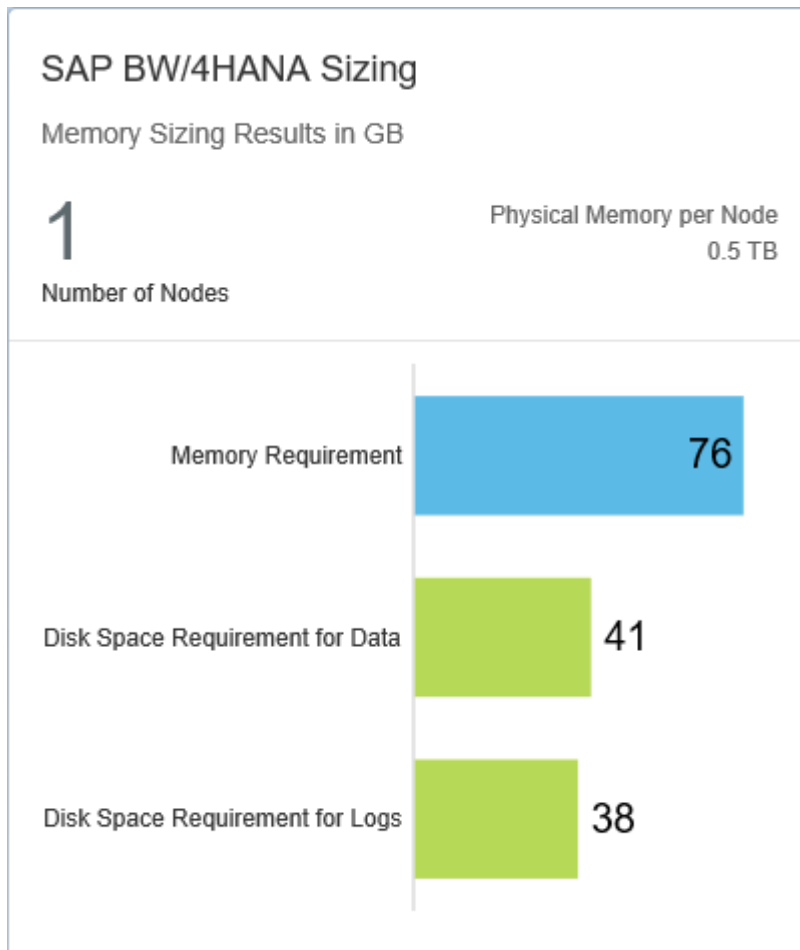 SAP BW/4HANA Sizing
Memory Sizing Results in GB
1
Number of Nodes
Physical Memory per Node
0.5 TB
Memory Requirement
76
Disk Space Requirement for Data
41
Disk Space Requirement for Logs
38